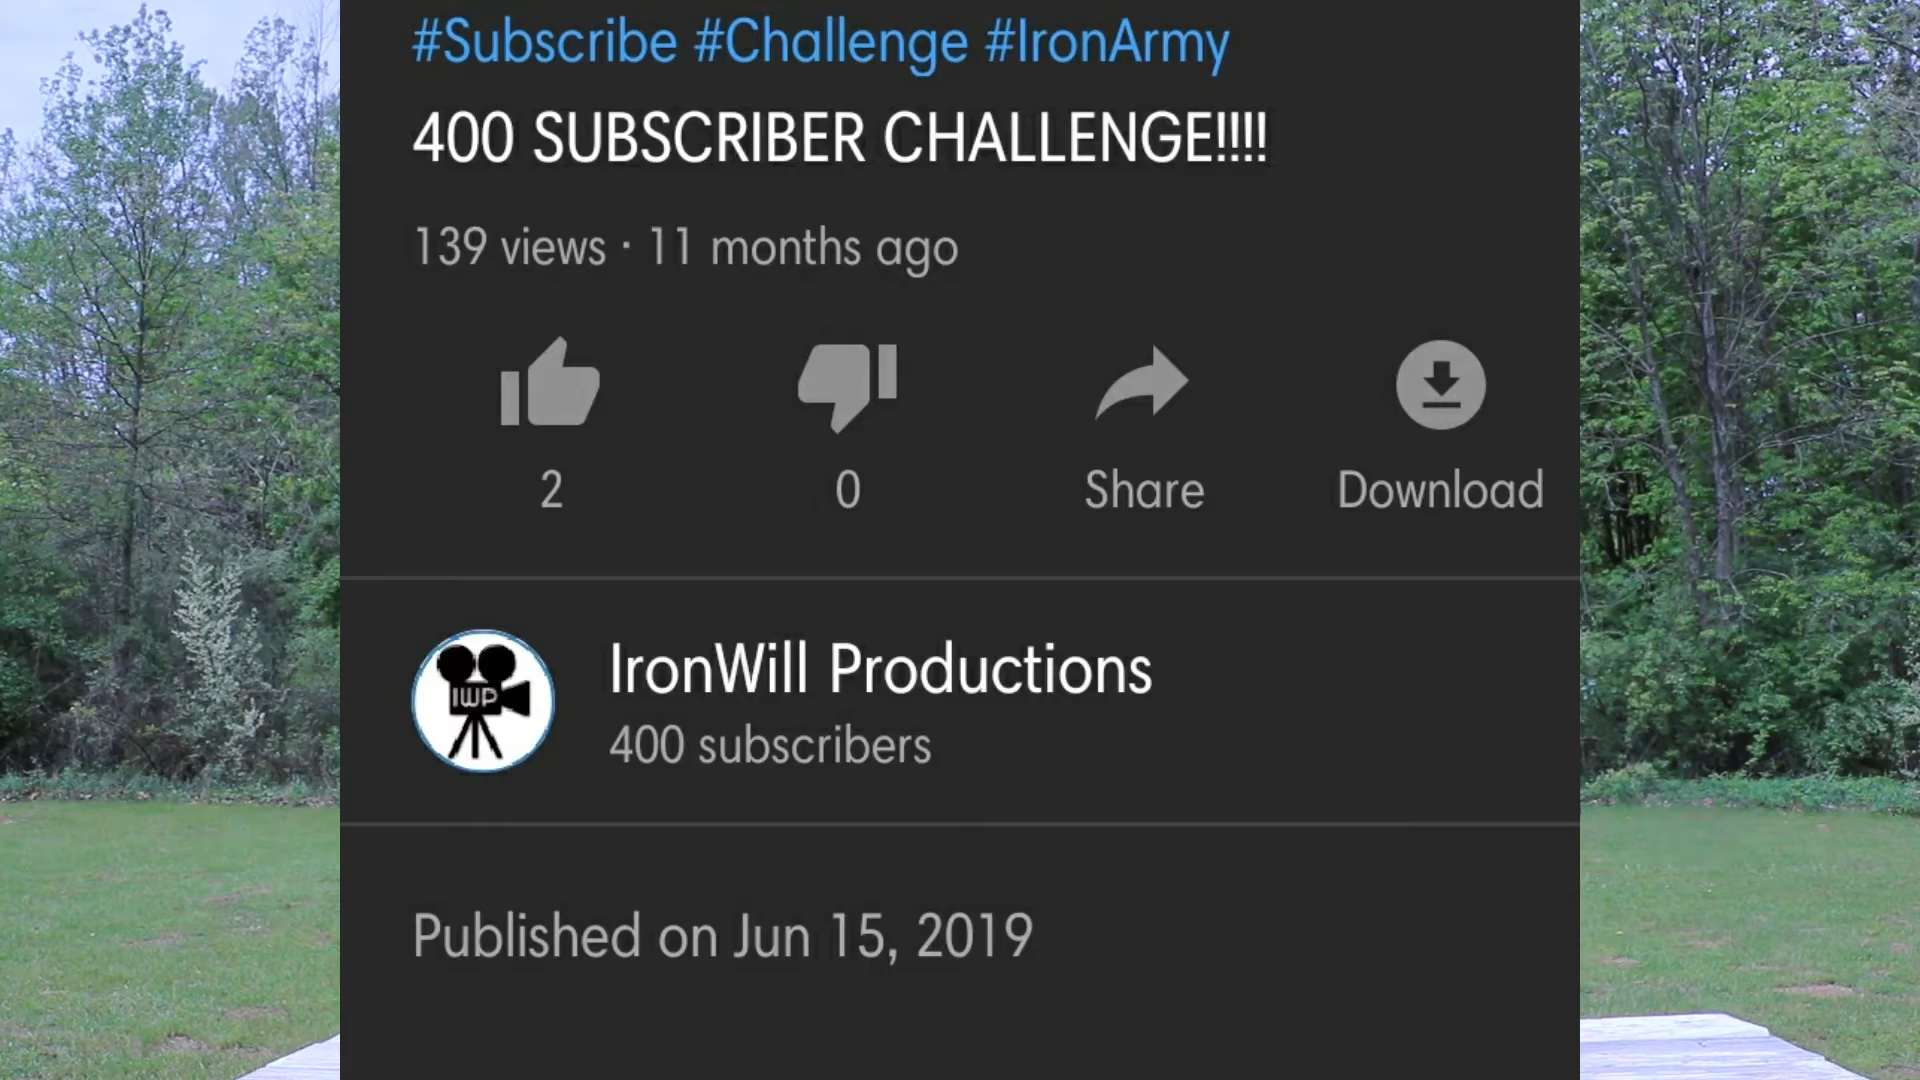 #Subscribe #Challenge #IronArmy
400 SUBSCRIBER CHALLENGE!!!!
139 views · 11 months ago
2
0
Share
Download
IWP
IronWill Productions
400 subscribers
Published on Jun 15, 2019